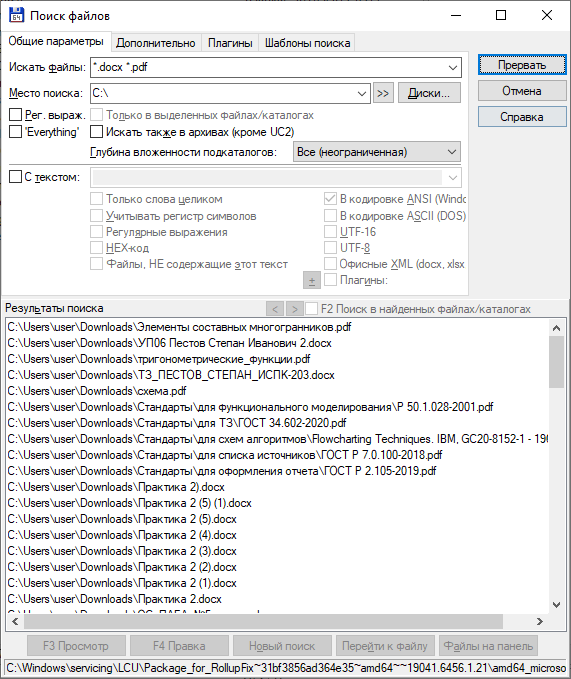 64
Поиск файлов
Общие параметры Дополнительно Плагины Шаблоны поиска
Искать файлы: *.docx *.pdf
Прервать
Место поиска: C:\ >> Диски...
Отмена
Рег. выраж. Только в выделенных файлах/каталогах
Справка
'Everything' Искать также в архивах (кроме UC2)
Глубина вложенности подкаталогов: Все (неограниченная)
С текстом:
Только слова целиком В кодировке ANSI (Windo
Учитывать регистр символов В кодировке ASCII (DOS)
Регулярные выражения UTF-16
HEX-код UTF-8
Файлы, НЕ содержащие этот текст Офисные XML (docx, xlsx
± Плагины:
Результаты поиска < > F2 Поиск в найденных файлах/каталогах
C:\Users\user\Downloads\Элементы составных многогранников.pdf
C:\Users\user\Downloads\УП06 Пестов Степан Иванович 2.docx
C:\Users\user\Downloads\тригонометрические_функции.pdf
C:\Users\user\Downloads\ТЗ_ПЕСТОВ_СТЕПАН_ИСПК-203.docx
C:\Users\user\Downloads\схема.pdf
C:\Users\user\Downloads\Стандарты\для функционального моделирования\Р 50.1.028-2001.pdf
C:\Users\user\Downloads\Стандарты\для ТЗ\ГОСТ 34.602-2020.pdf
C:\Users\user\Downloads\Стандарты\для схем алгоритмов\Flowcharting Techniques. IBM, GC20-8152-1 - 196
C:\Users\user\Downloads\Стандарты\для списка источников\ГОСТ Р 7.0.100-2018.pdf
C:\Users\user\Downloads\Стандарты\для оформления отчета\ГОСТ Р 2.105-2019.pdf
C:\Users\user\Downloads\Практика 2).docx
C:\Users\user\Downloads\Практика 2 (5) (1).docx
C:\Users\user\Downloads\Практика 2 (5).docx
C:\Users\user\Downloads\Практика 2 (4).docx
C:\Users\user\Downloads\Практика 2 (3).docx
C:\Users\user\Downloads\Практика 2 (2).docx
C:\Users\user\Downloads\Практика 2 (1).docx
C:\Users\user\Downloads\Практика 2.docx
F3 Просмотр F4 Правка Новый поиск Перейти к файлу Файлы на панель
C:\Windows\servicing\LCU\Package_for_RollupFix~31bf3856ad364e35~amd64~~19041.6456.1.21\amd64_microso